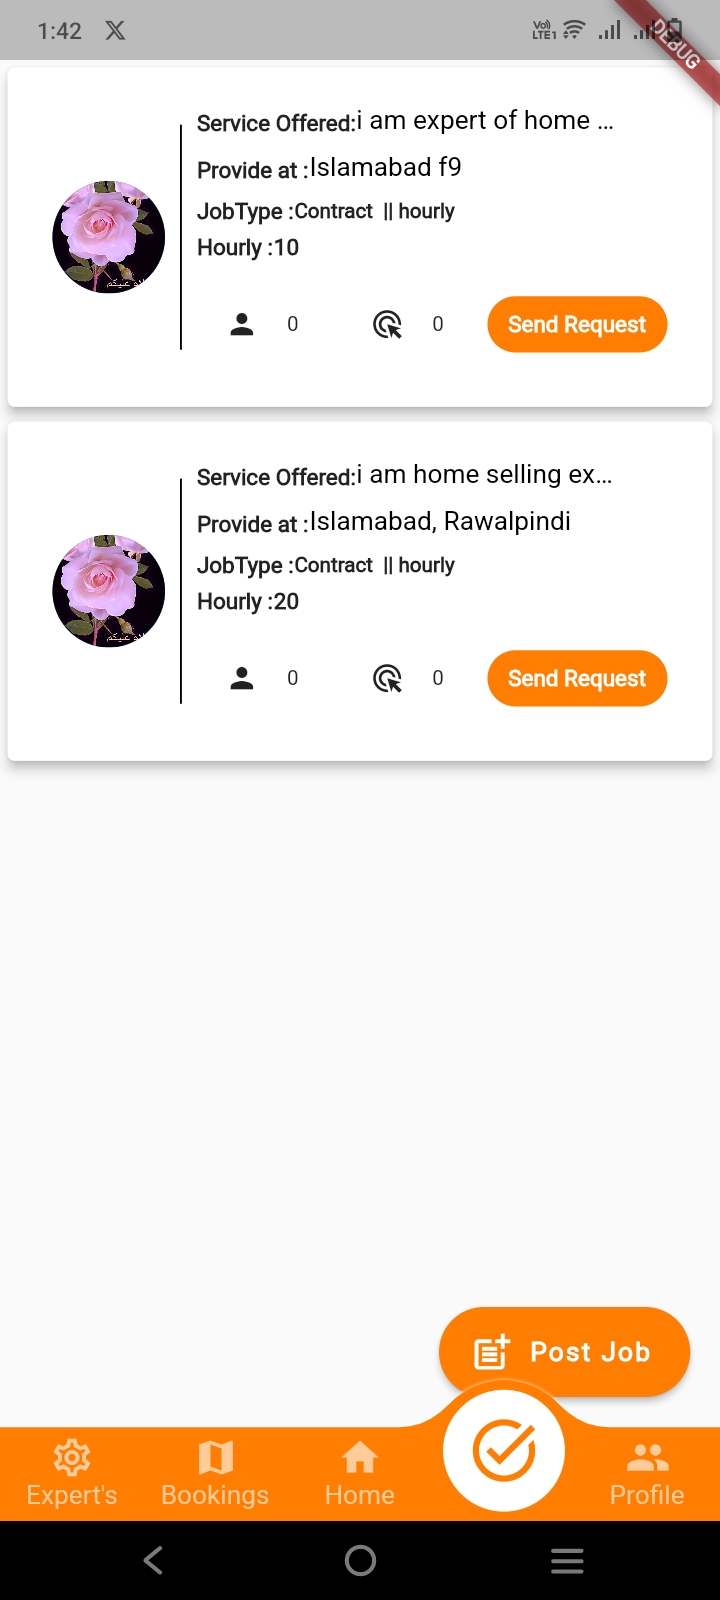 1:42
Vo) LTE1
DEBUG
Service Offered:i am expert of home ...
Provide at :Islamabad f9
JobType :Contract || hourly
Hourly :10
0 0 Send Request
Service Offered:i am home selling ex...
Provide at :Islamabad, Rawalpindi
JobType :Contract || hourly
Hourly :20
0 0 Send Request
Post Job
Expert's Bookings Home Profile